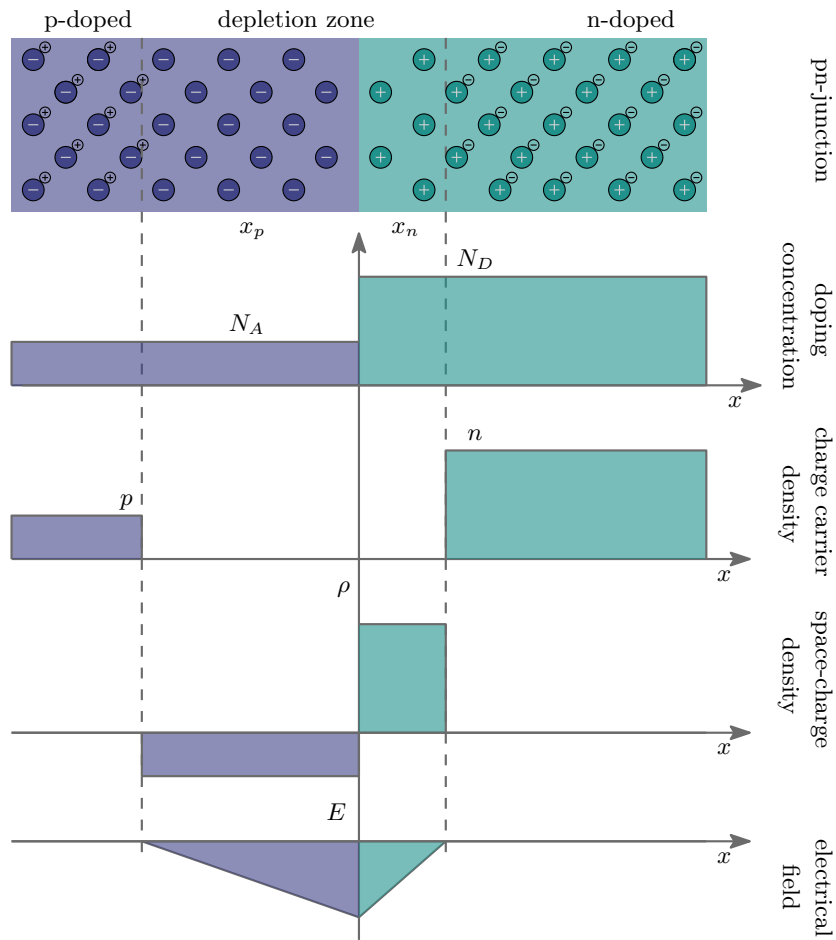 p-doped
depletion zone
n-doped
pn-junction
x_p
x_n
N_D
N_A
x
doping
concentration
n
p
x
charge carrier
density
ρ
x
space-charge
density
E
x
electrical
field